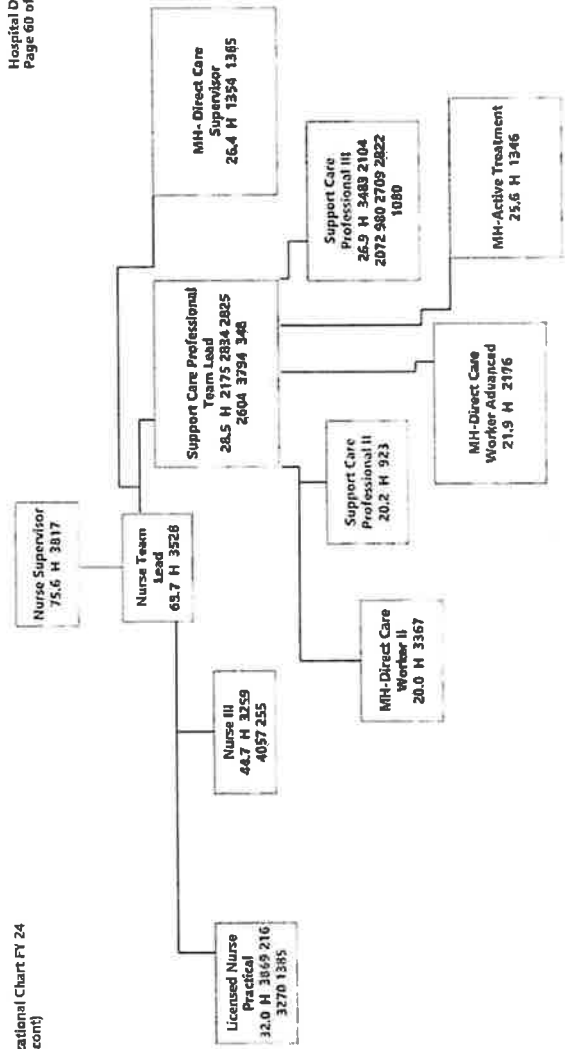 Hospital D
Page 60 of
zational Chart FY 24
cont)
Nurse Supervisor
75.6 H 3817
Nurse Team
Lead
69.7 H 3528
MH- Direct Care
Supervisor
26.4 H 1354 1385
Support Care Professional
Team Lead
28.5 H 2175 2834 2825
2604 3794 348
Licensed Nurse
Practical
32.0 H 3869 216
3270 1385
Nurse III
44.7 H 3259
4057 255
Support Care
Professional III
26.9 H 3483 2104
2072 980 2709 2822
1080
Support Care
Professional II
20.2 H 923
MH-Direct Care
Worker II
20.0 H 3367
MH-Direct Care
Worker Advanced
21.9 H 2176
MH-Active Treatment
25.6 H 1346